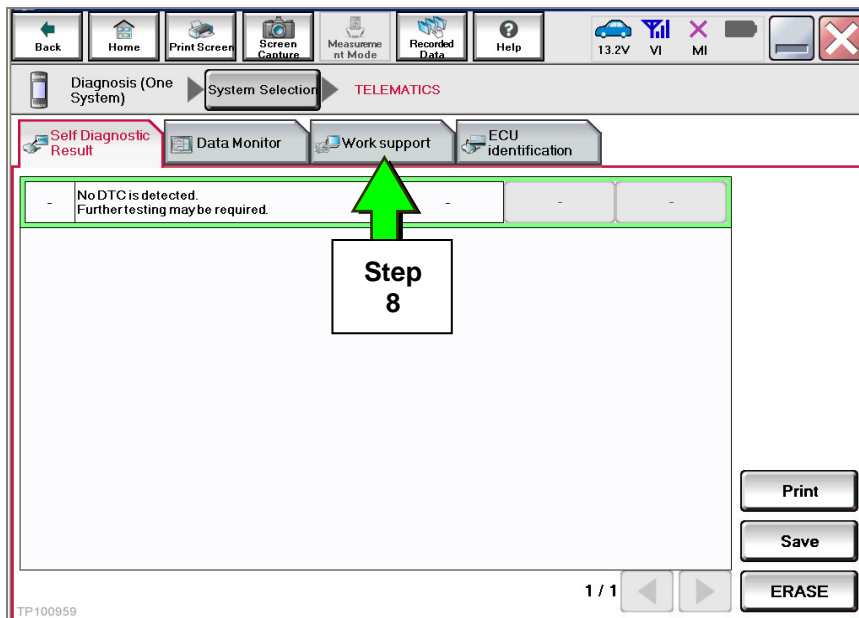 Back
Home
Print Screen
Screen
Capture
Measureme
nt Mode
Recorded
Data
?
Help
13.2V
VI
MI
Diagnosis (One
System)
System Selection
TELEMATICS
Self Diagnostic
Result
Data Monitor
Work support
ECU
identification
-
No DTC is detected.
Further testing may be required.
-
-
-
Step
8
Print
Save
1 / 1
ERASE
TP100959